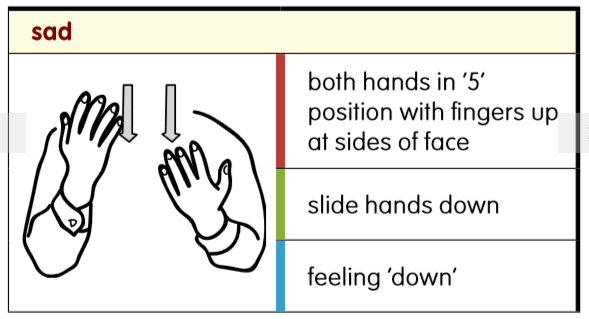 sad
both hands in '5'
position with fingers up
at sides of face
slide hands down
feeling 'down'
D